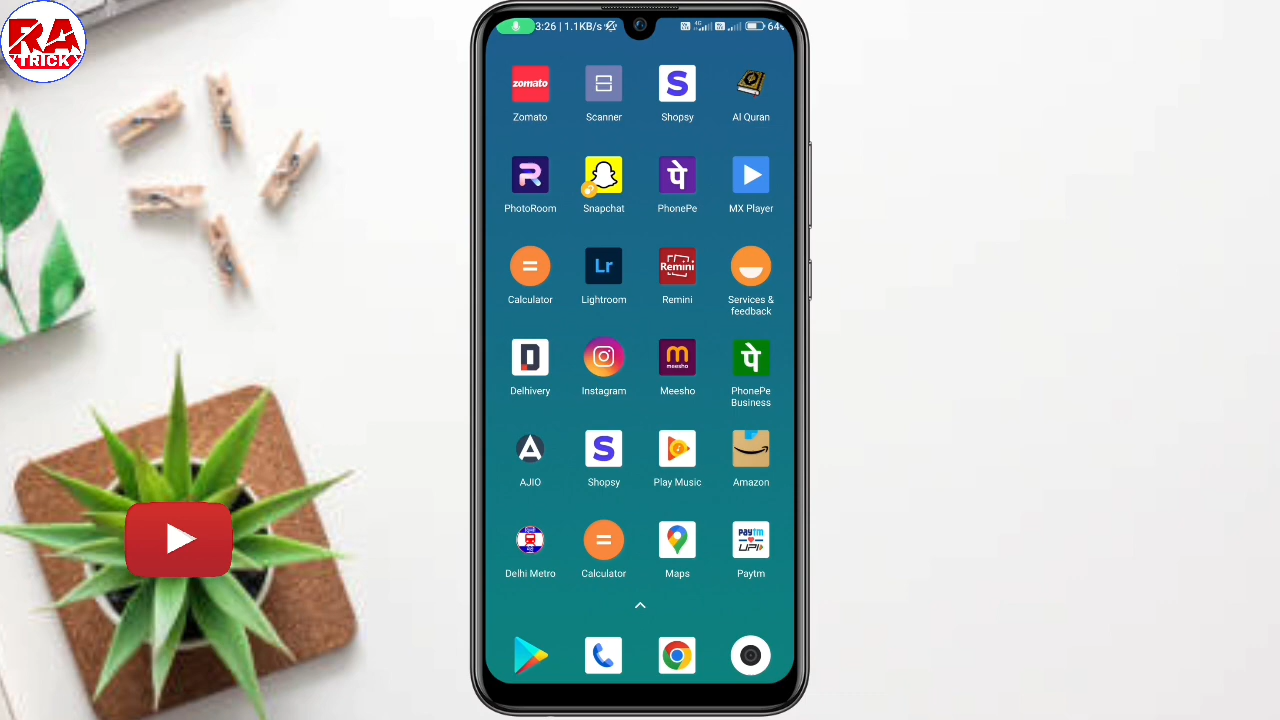 RA
TRICK
3:26 | 1.1KB/s
4G
64%
zomato
Zomato
Scanner
S
Shopsy
Al Quran
R
PhotoRoom
Snapchat
पे
PhonePe
MX Player
=
Calculator
Lr
Lightroom
Remini
Remini
Services &
feedback
D
Delhivery
Instagram
m
meesho
Meesho
पे
PhonePe
Business
A
AJIO
S
Shopsy
Play Music
Amazon
Delhi Metro
=
Calculator
Maps
paytm
UPI
Paytm